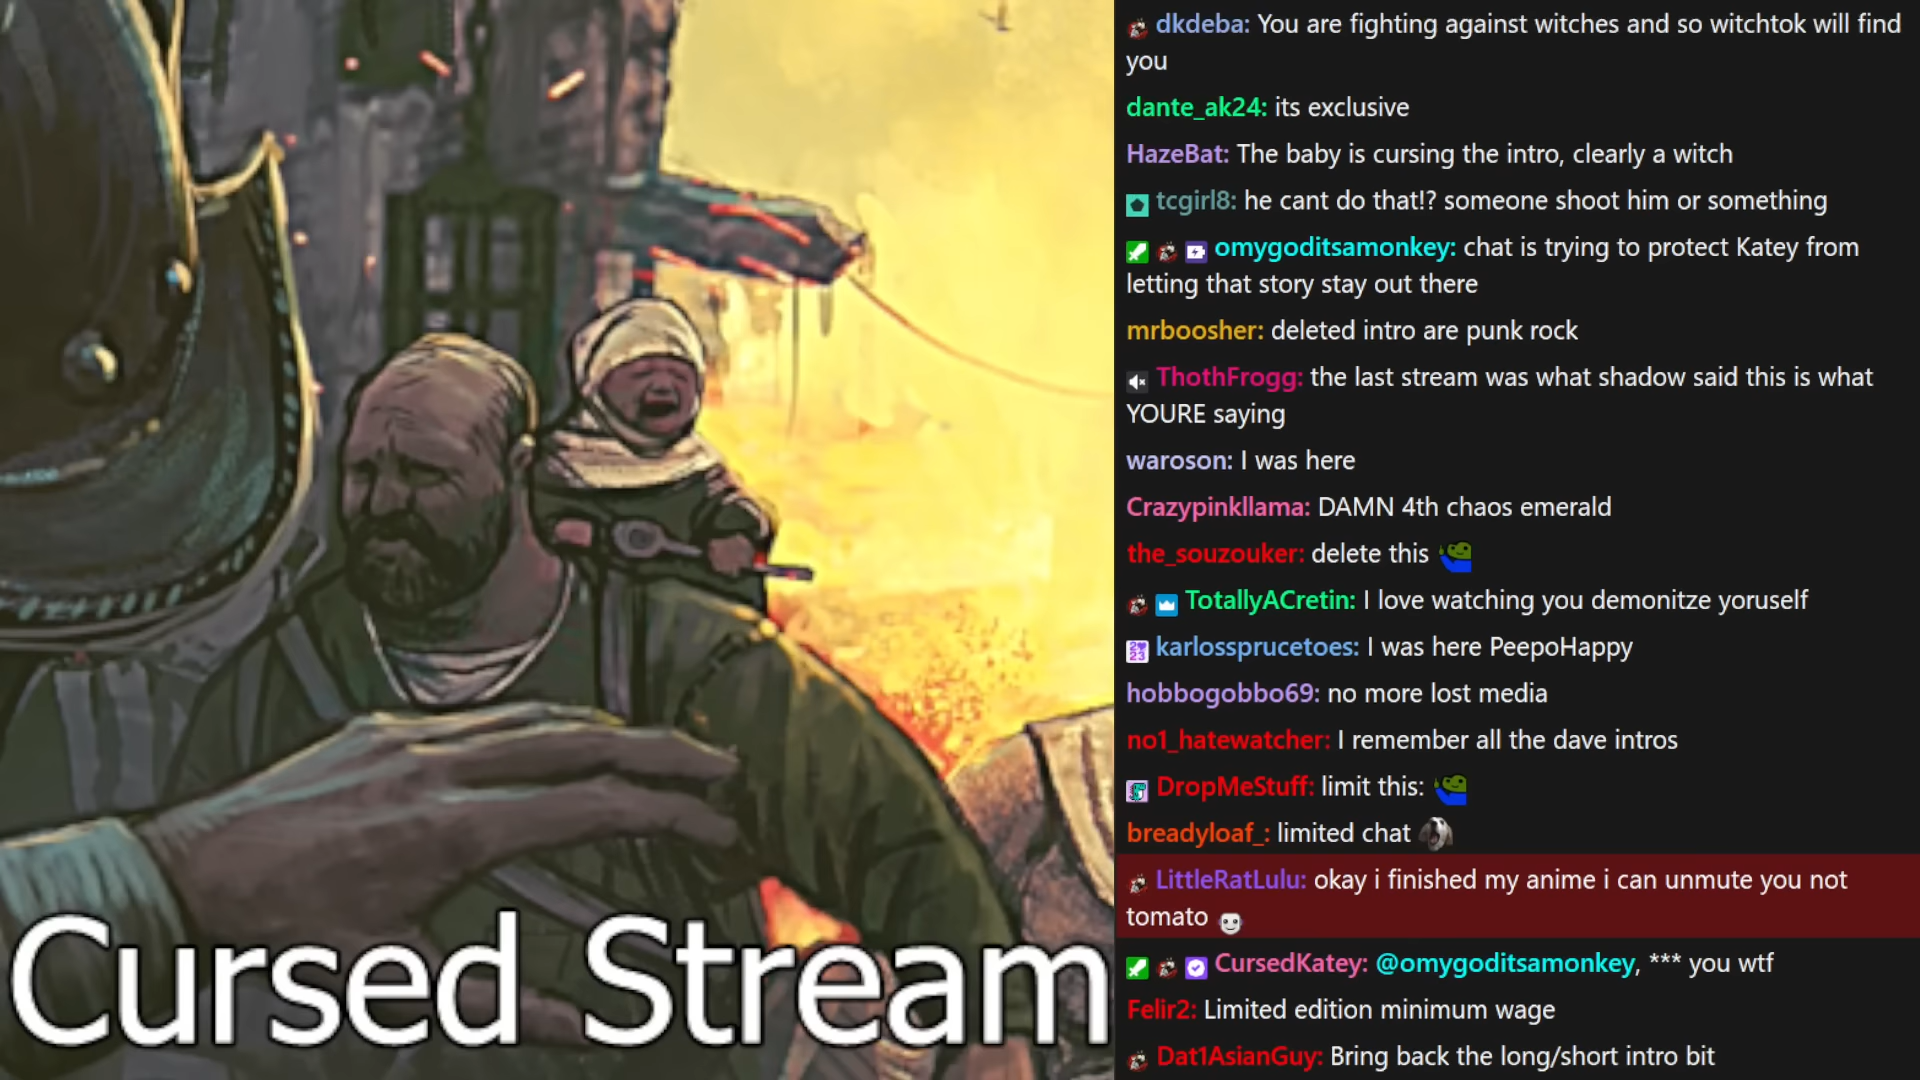 dkdeba: You are fighting against witches and so witchtok will find
you
dante_ak24: its exclusive
HazeBat: The baby is cursing the intro, clearly a witch
tcgirl8: he cant do that!? someone shoot him or something
omygoditsamonkey: chat is trying to protect Katey from
letting that story stay out there
mrboosher: deleted intro are punk rock
ThothFrogg: the last stream was what shadow said this is what
YOURE saying
waroson: I was here
Crazypinkllama: DAMN 4th chaos emerald
the_souzouker: delete this
TotallyACretin: I love watching you demonitze yoruself
karlossprucetoes: I was here PeepoHappy
hobbogobbo69: no more lost media
no1_hatewatcher: I remember all the dave intros
DropMeStuff: limit this:
breadyloaf_: limited chat
LittleRatLulu: okay i finished my anime i can unmute you not
tomato
CursedKatey: @omygoditsamonkey, *** you wtf
Felir2: Limited edition minimum wage
Dat1AsianGuy: Bring back the long/short intro bit
Cursed Stream